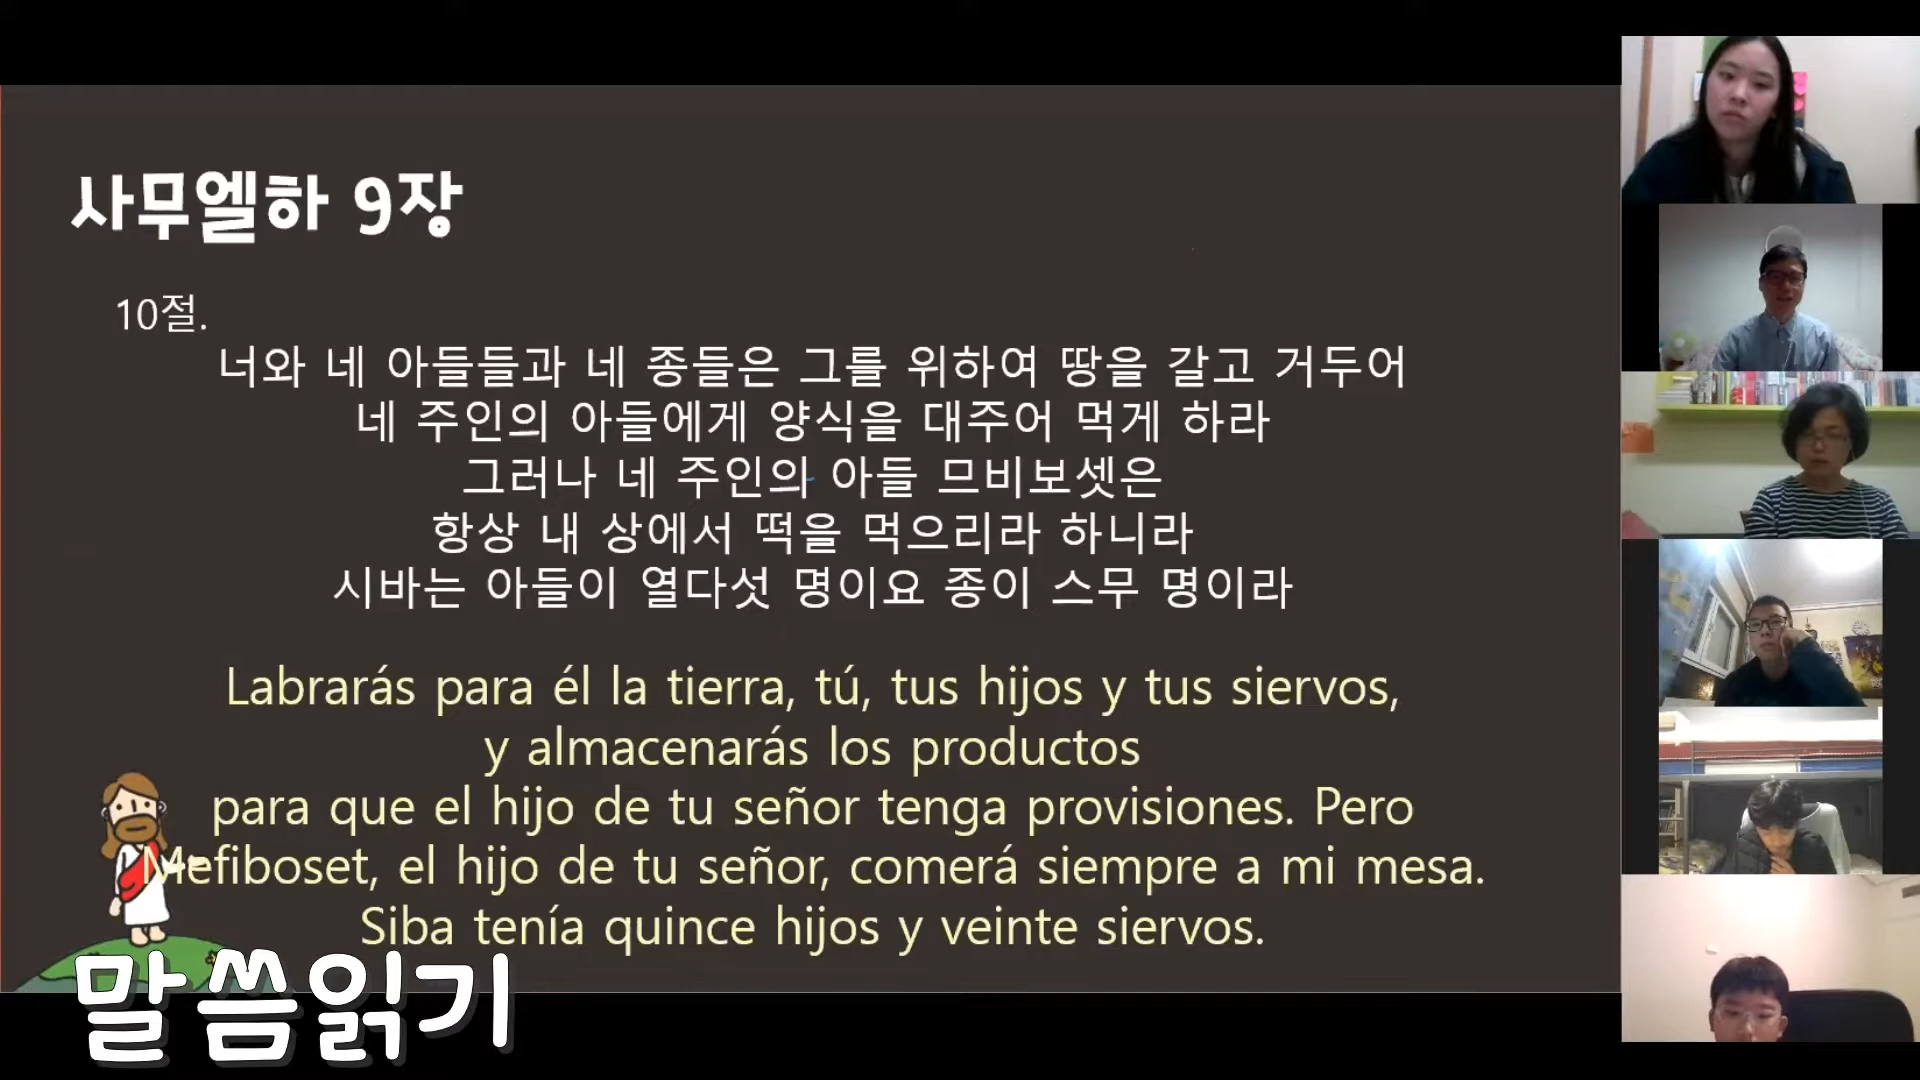 사무엘하 9장
10절.
너와 네 아들들과 네 종들은 그를 위하여 땅을 갈고 거두어
네 주인의 아들에게 양식을 대주어 먹게 하라
그러나 네 주인의 아들 므비보셋은
항상 내 상에서 떡을 먹으리라 하니라
시바는 아들이 열다섯 명이요 종이 스무 명이라
Labrarás para él la tierra, tú, tus hijos y tus siervos,
y almacenarás los productos
para que el hijo de tu señor tenga provisiones. Pero
Mefiboset, el hijo de tu señor, comerá siempre a mi mesa.
Siba tenía quince hijos y veinte siervos.
말씀읽기